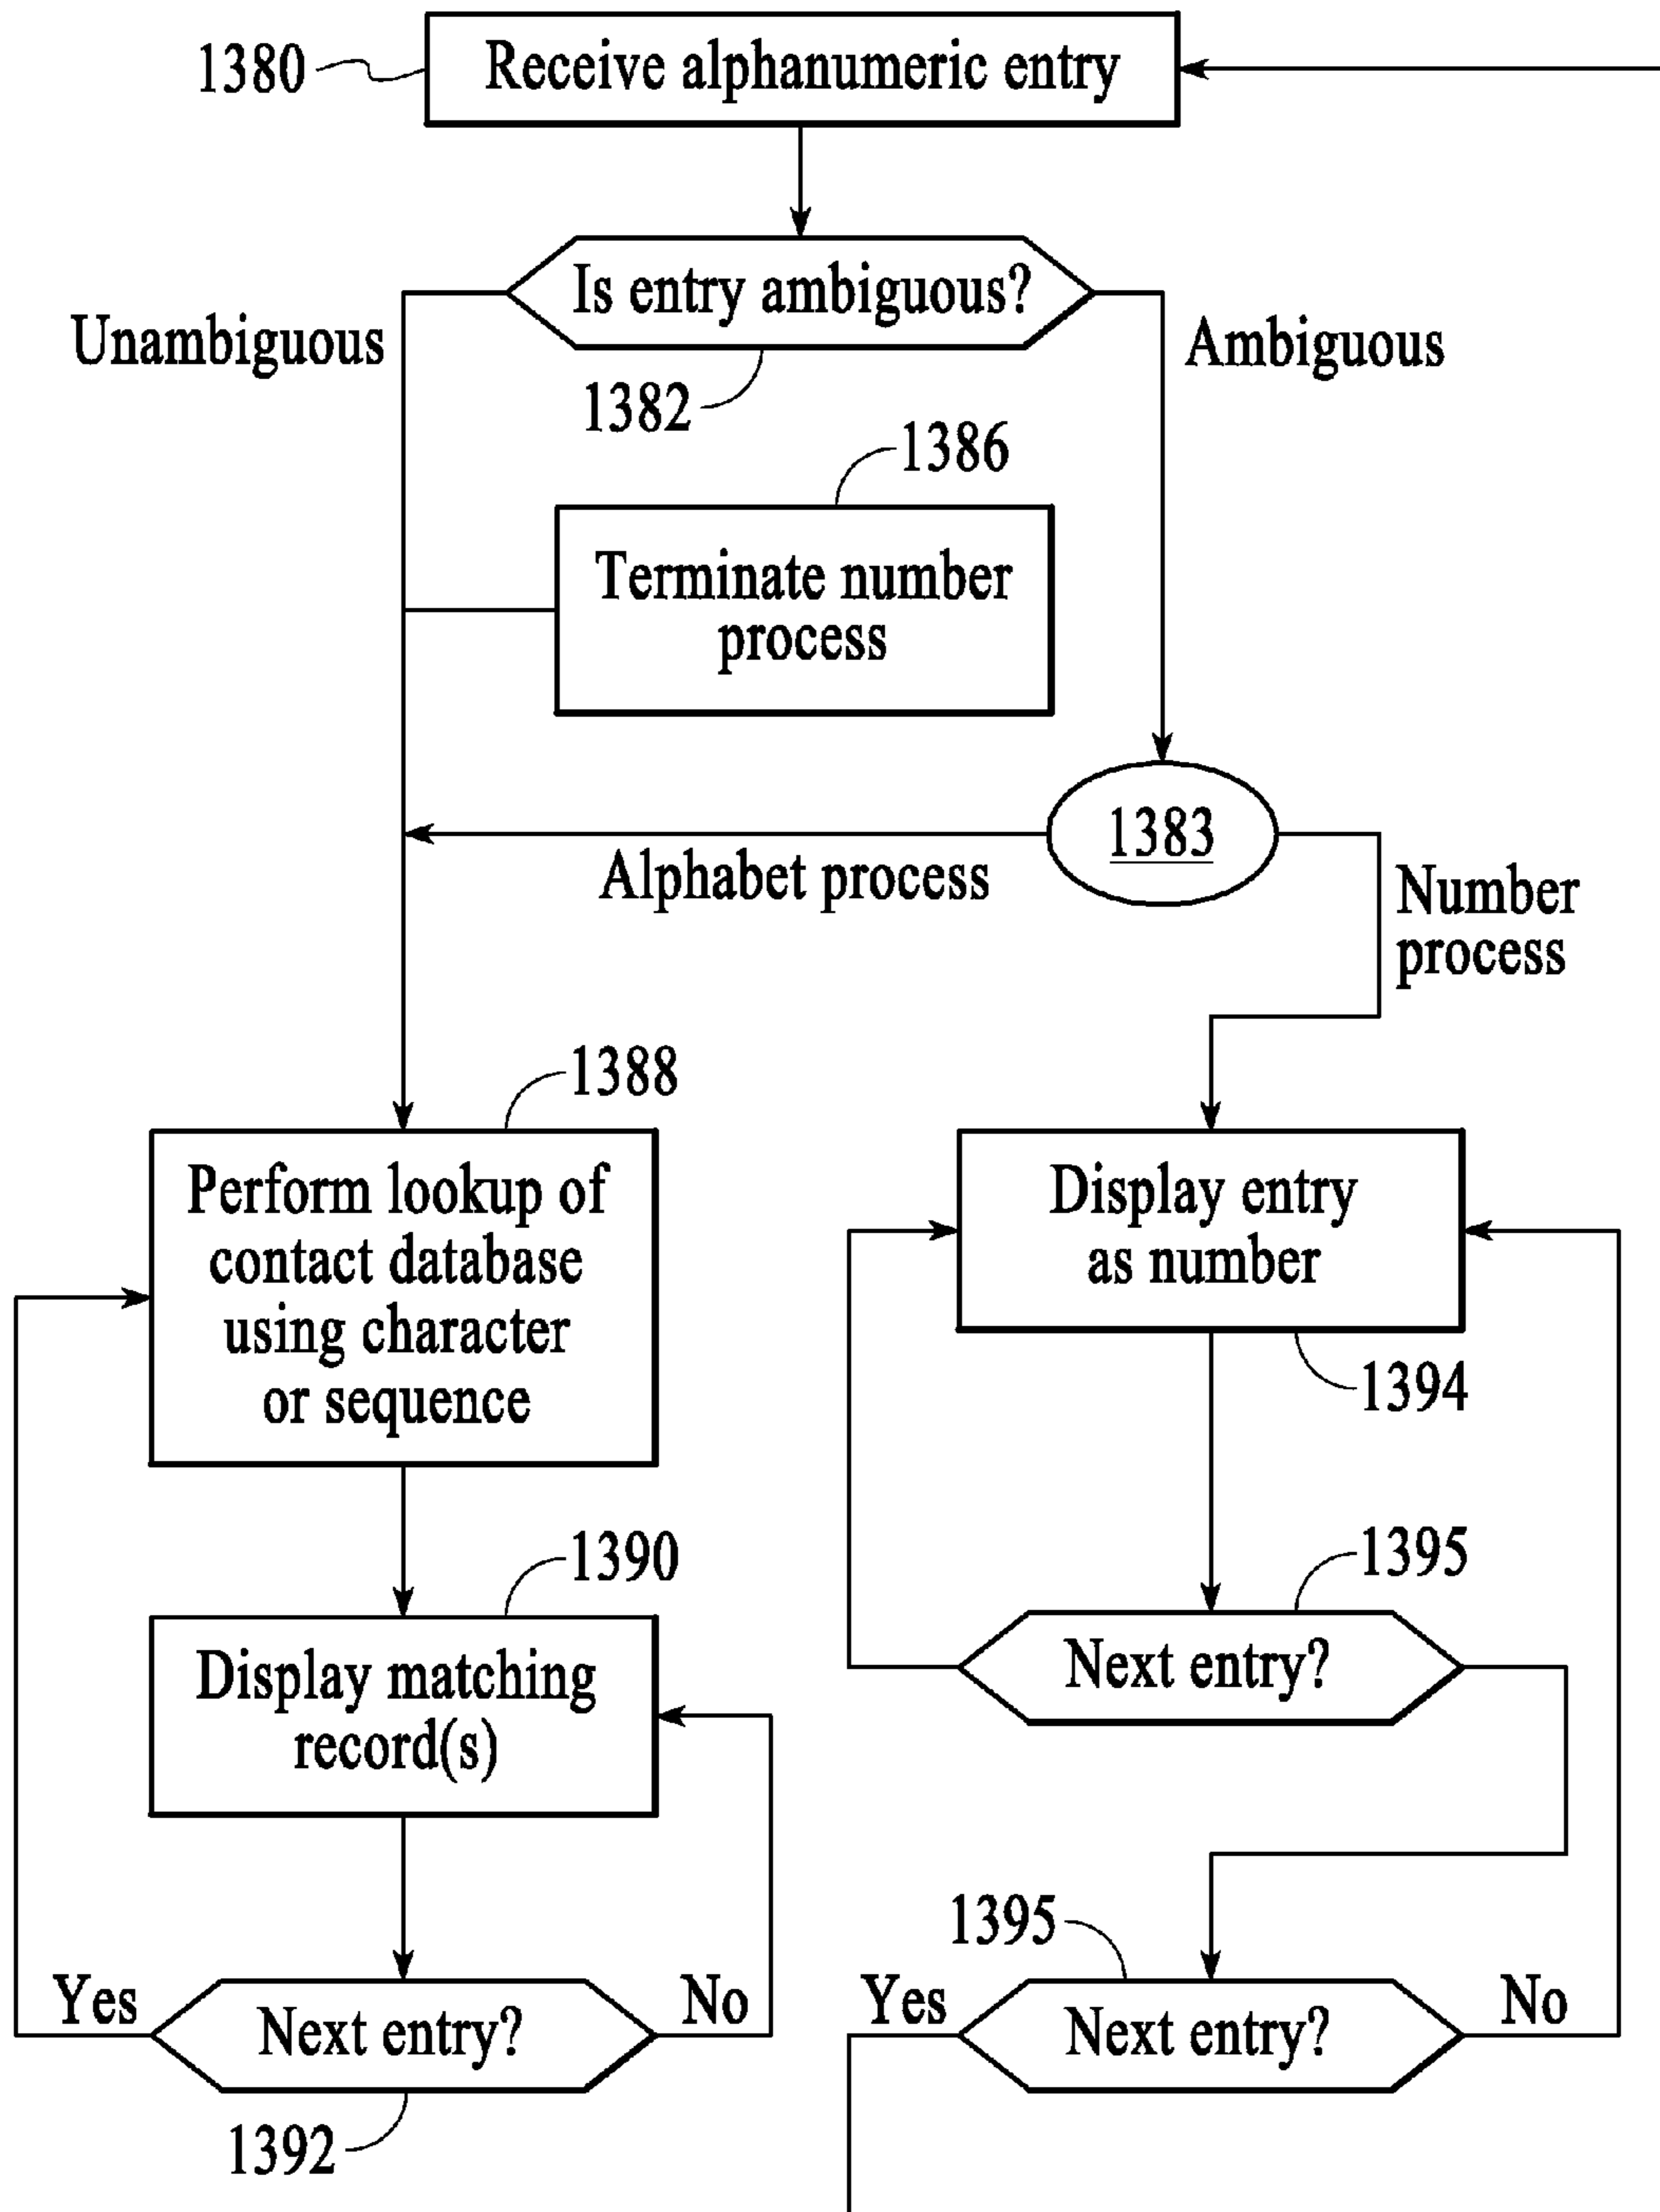 1380
Receive alphanumeric entry
Is entry ambiguous?
Unambiguous
Ambiguous
1382
1386
Terminate number
process
1383
Alphabet process
Number
process
1388
Perform lookup of
contact database
using character
or sequence
Display entry
as number
1394
1390
Display matching
record(s)
1395
Next entry?
1395
Yes
Next entry?
No
1392
Yes
Next entry?
No